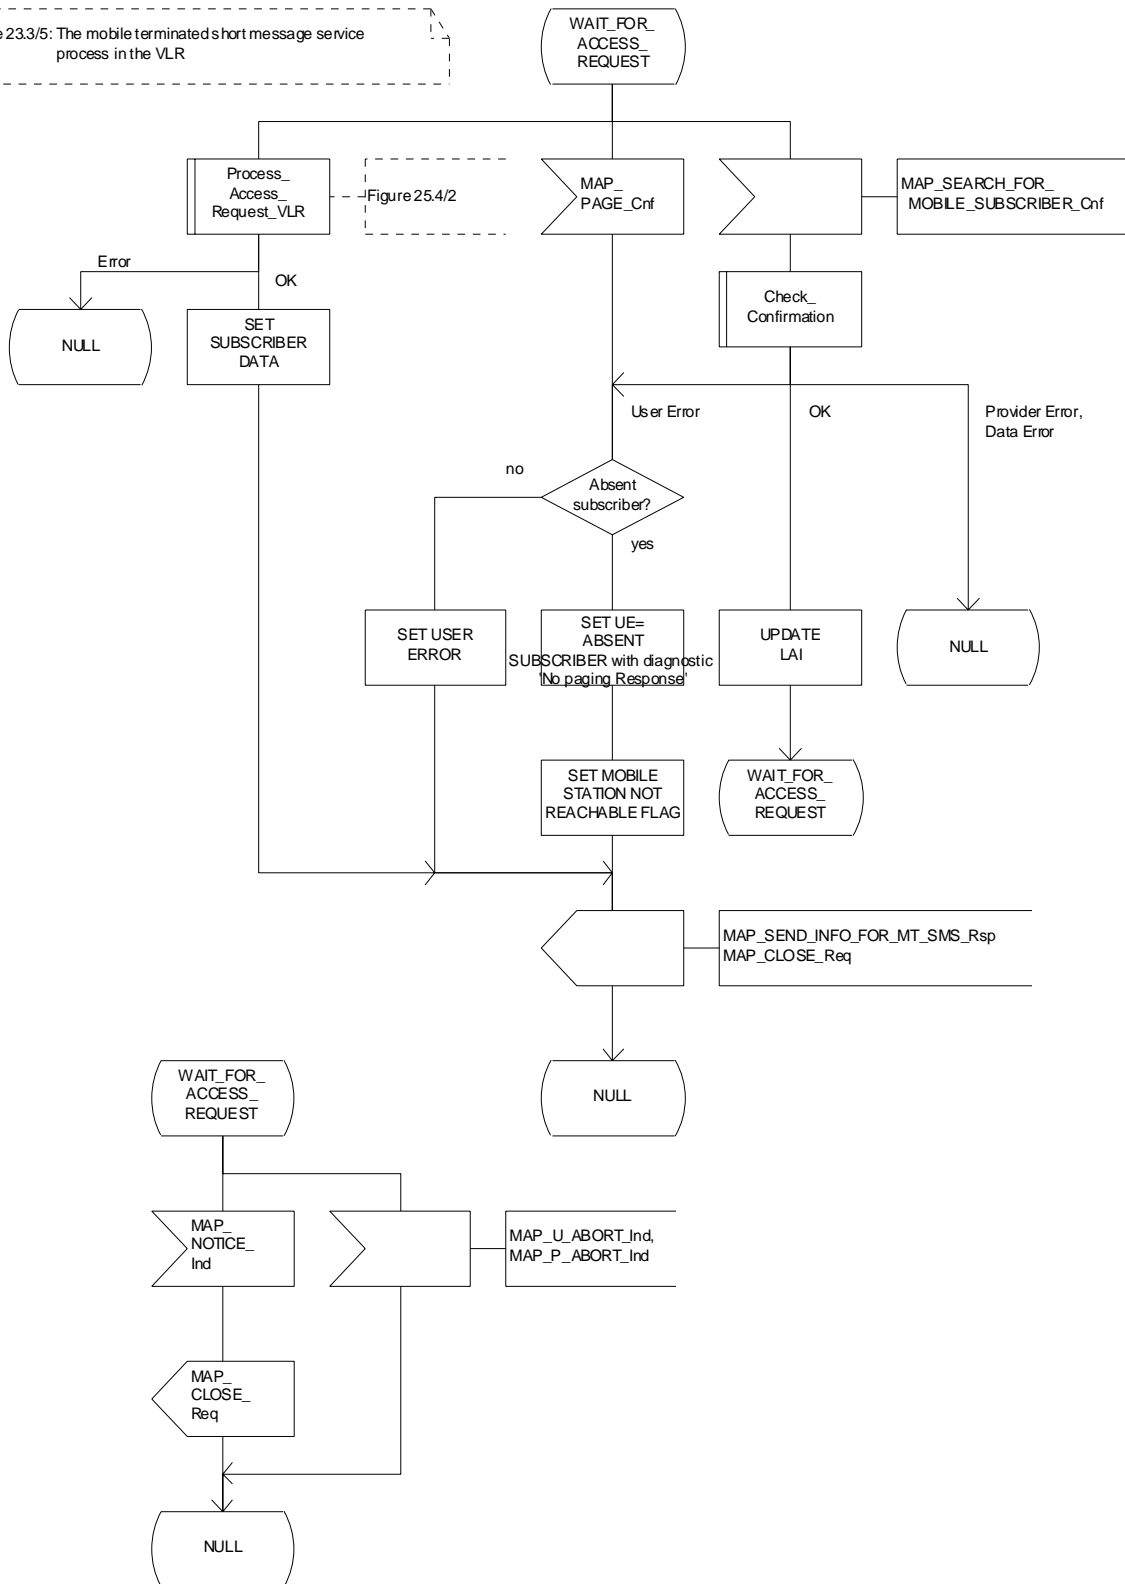 23.3/5: The mobile terminated short message service
process in the VLR
WAIT_FOR_
ACCESS_
REQUEST
Process_
Access_
Request_VLR
Figure 25.4/2
MAP_
PAGE_Cnf
MAP_SEARCH_FOR_
MOBILE_SUBSCRIBER_Cnf
Error
OK
NULL
SET
SUBSCRIBER
DATA
Check_
Confirmation
User Error
OK
Provider Error,
Data Error
no
Absent
subscriber?
yes
SET USER
ERROR
SET UE=
ABSENT
SUBSCRIBER with diagnostic
'No paging Response'
UPDATE
LAI
NULL
SET MOBILE
STATION NOT
REACHABLE FLAG
WAIT_FOR_
ACCESS_
REQUEST
MAP_SEND_INFO_FOR_MT_SMS_Rsp
MAP_CLOSE_Req
NULL
WAIT_FOR_
ACCESS_
REQUEST
MAP_
NOTICE_
Ind
MAP_U_ABORT_Ind,
MAP_P_ABORT_Ind
MAP_
CLOSE_
Req
NULL